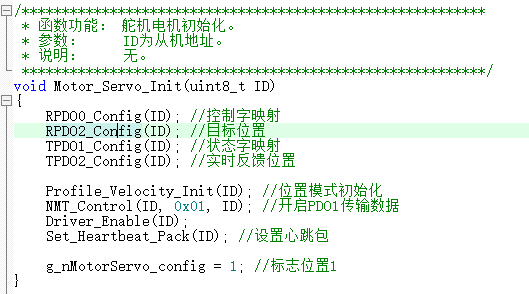 /************************************************************
* 函数功能： 舵机电机初始化。
* 参数：     ID为从机地址。
* 说明：     无。
************************************************************/
void Motor_Servo_Init(uint8_t ID)
{
RPDO0_Config(ID); //控制字映射
RPDO2_Config(ID); //目标位置
TPDO1_Config(ID); //状态字映射
TPDO2_Config(ID); //实时反馈位置
Profile_Velocity_Init(ID); //位置模式初始化
NMT_Control(ID, 0x01, ID); //开启PDO1传输数据
Driver_Enable(ID);
Set_Heartbeat_Pack(ID); //设置心跳包
g_nMotorServo_config = 1; //标志位置1
}